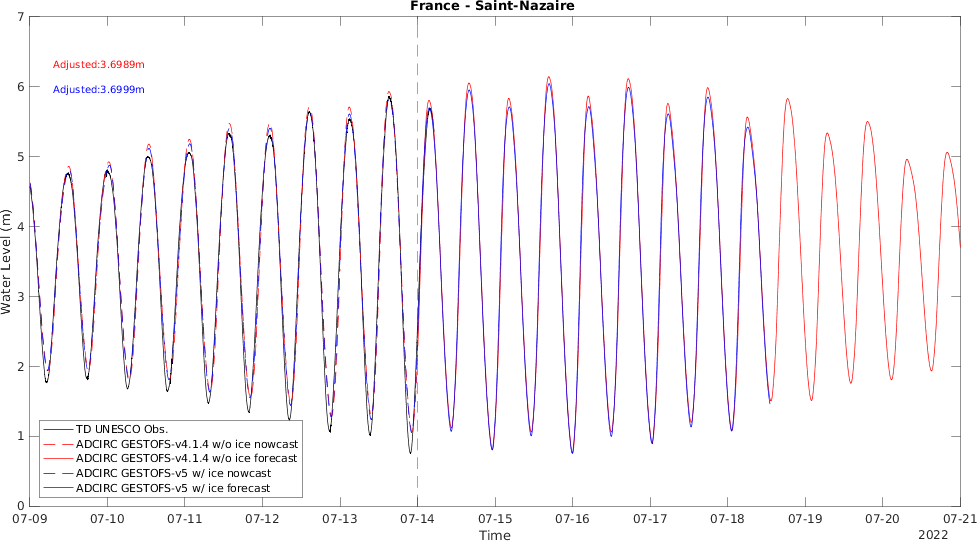 France - Saint-Nazaire
7
6
5
4
3
2
1
0
Water Level (m)
Adjusted:3.6989m
Adjusted:3.6999m
TD UNESCO Obs.
ADCIRC GESTOFS-v4.1.4 w/o ice nowcast
ADCIRC GESTOFS-v4.1.4 w/o ice forecast
ADCIRC GESTOFS-v5 w/ ice nowcast
ADCIRC GESTOFS-v5 w/ ice forecast
07-09 07-10 07-11 07-12 07-13 07-14 07-15 07-16 07-17 07-18 07-19 07-20 07-21
Time
2022